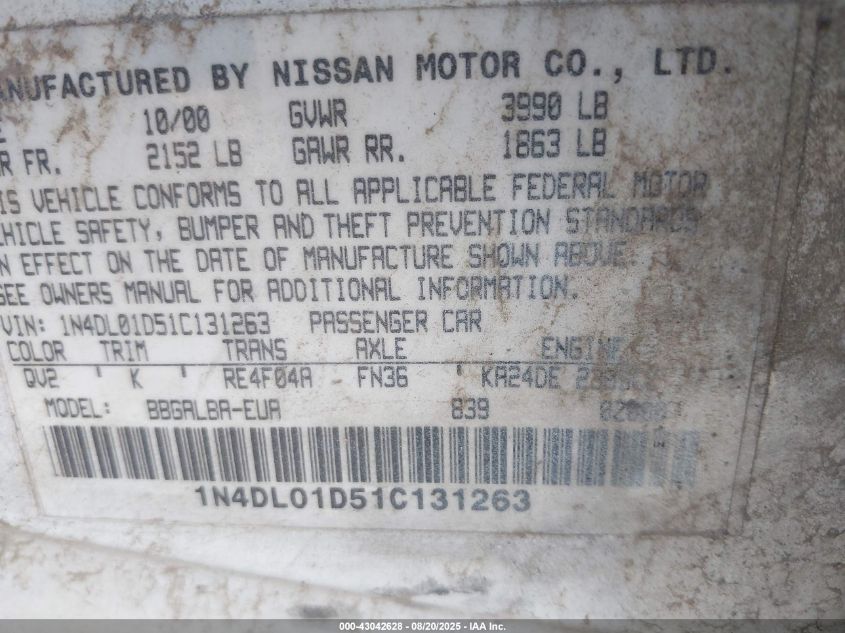 ANUFACTURED BY NISSAN MOTOR CO., LTD.
E 10/00 GVWR 3990 LB
R FR. 2152 LB GAWR RR. 1863 LB
IS VEHICLE CONFORMS TO ALL APPLICABLE FEDERAL MOTOR
EHICLE SAFETY, BUMPER AND THEFT PREVENTION STANDARDS
N EFFECT ON THE DATE OF MANUFACTURE SHOWN ABOVE.
SEE OWNERS MANUAL FOR ADDITIONAL INFORMATION.
VIN: 1N4DL01D51C131263 PASSENGER CAR
COLOR TRIM TRANS AXLE ENGINE
QV2 ' K ' RE4F04A FN36 ' KA24DE
MODEL: BBGALBA-EUA 839
1N4DL01D51C131263
000-43042628 - 08/20/2025 - IAA Inc.